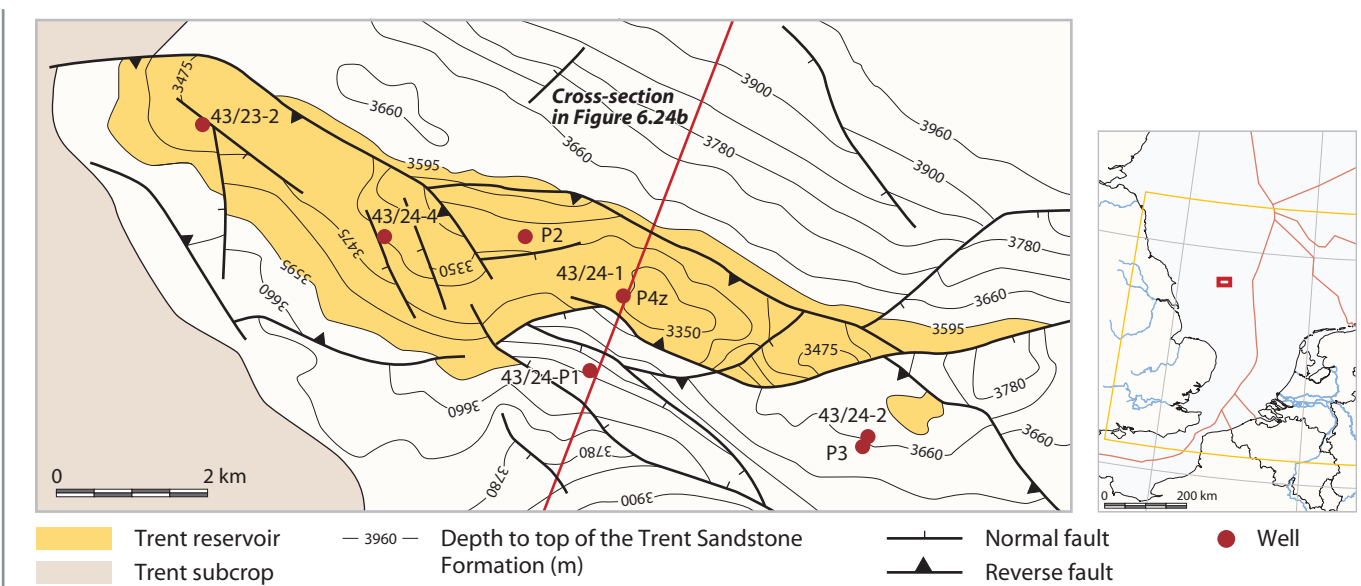 3475
43/23-2
3660
Cross-section
in Figure 6.24b
3900
3960
3780
3660
3900
3595
43/24-4
P2
3475
3350
3595
3660
43/24-1
P4z
3350
3780
3660
3595
3475
3780
43/24-P1
3660
43/24-2
P3
3660
3660
3780
3780
3900
0 2 km
0 200 km
Trent reservoir
Trent subcrop
3960
Depth to top of the Trent Sandstone
Formation (m)
Normal fault
Reverse fault
Well